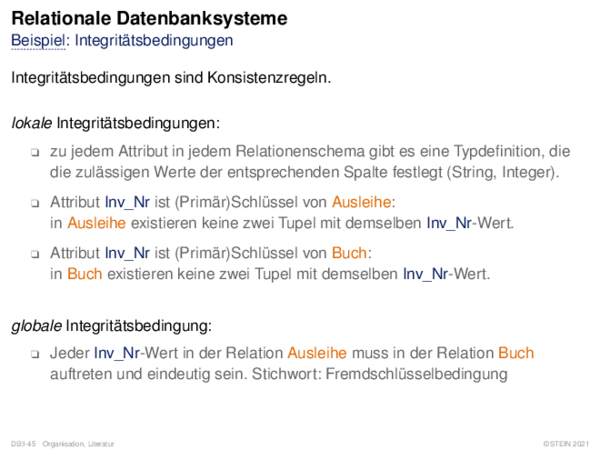 Relationale Datenbanksysteme
Beispiel: Integritätsbedingungen
Integritätsbedingungen sind Konsistenzregeln.
lokale Integritätsbedingungen:
❑ zu jedem Attribut in jedem Relationenschema gibt es eine Typdefinition, die
die zulässigen Werte der entsprechenden Spalte festlegt (String, Integer).
❑ Attribut Inv_Nr ist (Primär)Schlüssel von Ausleihe:
in Ausleihe existieren keine zwei Tupel mit demselben Inv_Nr-Wert.
❑ Attribut Inv_Nr ist (Primär)Schlüssel von Buch:
in Buch existieren keine zwei Tupel mit demselben Inv_Nr-Wert.
globale Integritätsbedingung:
❑ Jeder Inv_Nr-Wert in der Relation Ausleihe muss in der Relation Buch
auftreten und eindeutig sein. Stichwort: Fremdschlüsselbedingung
DB:I-45 Organisation, Literatur ©STEIN 2021